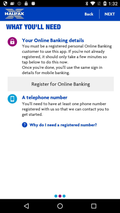 1:32
HALIFAX
Back
NEXT
WHAT YOU'LL NEED
Your Online Banking details
You must be a registered personal Online Banking
customer to use this app. If you're not already
registered, it should only take a few minutes so
tap below to do this now.
Once you're done, you'll use the same sign in
details for mobile banking.
Register for Online Banking
A telephone number
You'll need to have at least one phone number
registered with us so that we can contact you to
get started.
? Why do I need a registered number?